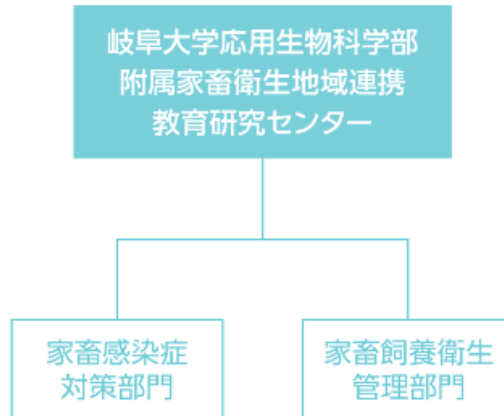 岐阜大学応用生物科学部
附属家畜衛生地域連携
教育研究センター
家畜感染症
対策部門
家畜飼養衛生
管理部門